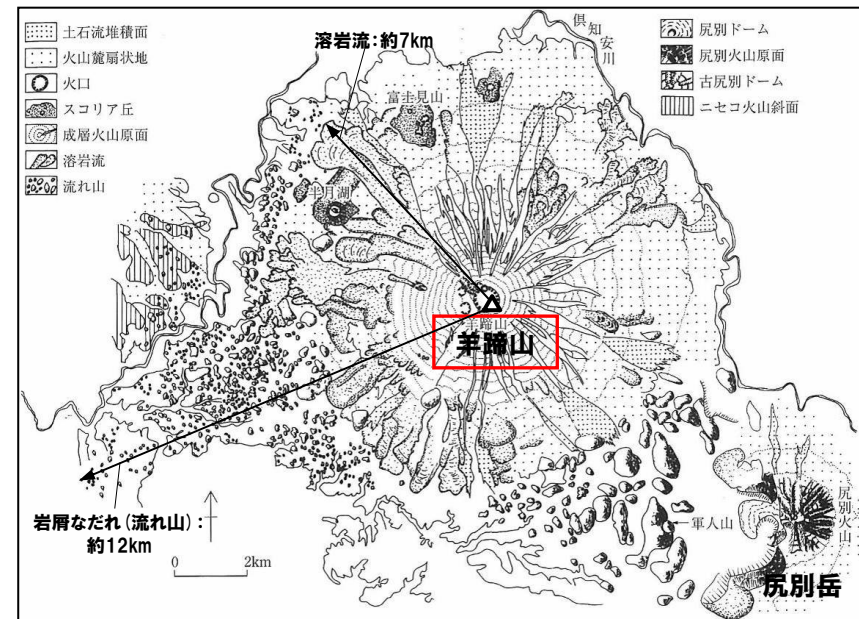 土石流堆積面
火山麓扇状地
火口
スコリア丘
成層火山原面
溶岩流
流れ山
溶岩流：約7km
倶知安川
尻別ドーム
尻別火山原面
古尻別ドーム
ニセコ火山斜面
富士見山
半月湖
羊蹄山
羊蹄山
岩屑なだれ（流れ山）：
約12km
0 2km
軍人山
尻別火山
尻別岳